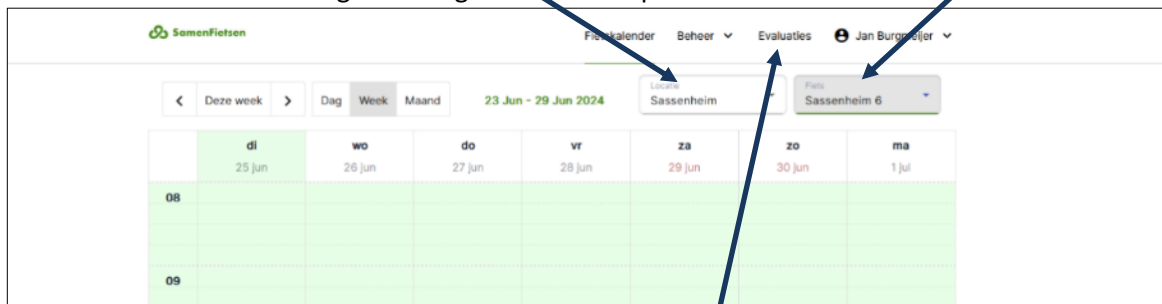 SamenFietsen
Fietskalender Beheer Evaluaties Jan Burgmeijer
Locatie Fiets
Deze week Dag Week Maand 23 Jun - 29 Jun 2024 Sassenheim Sassenheim 6
di wo do vr za zo ma
25 jun 26 jun 27 jun 28 jun 29 jun 30 jun 1 jul
08
09